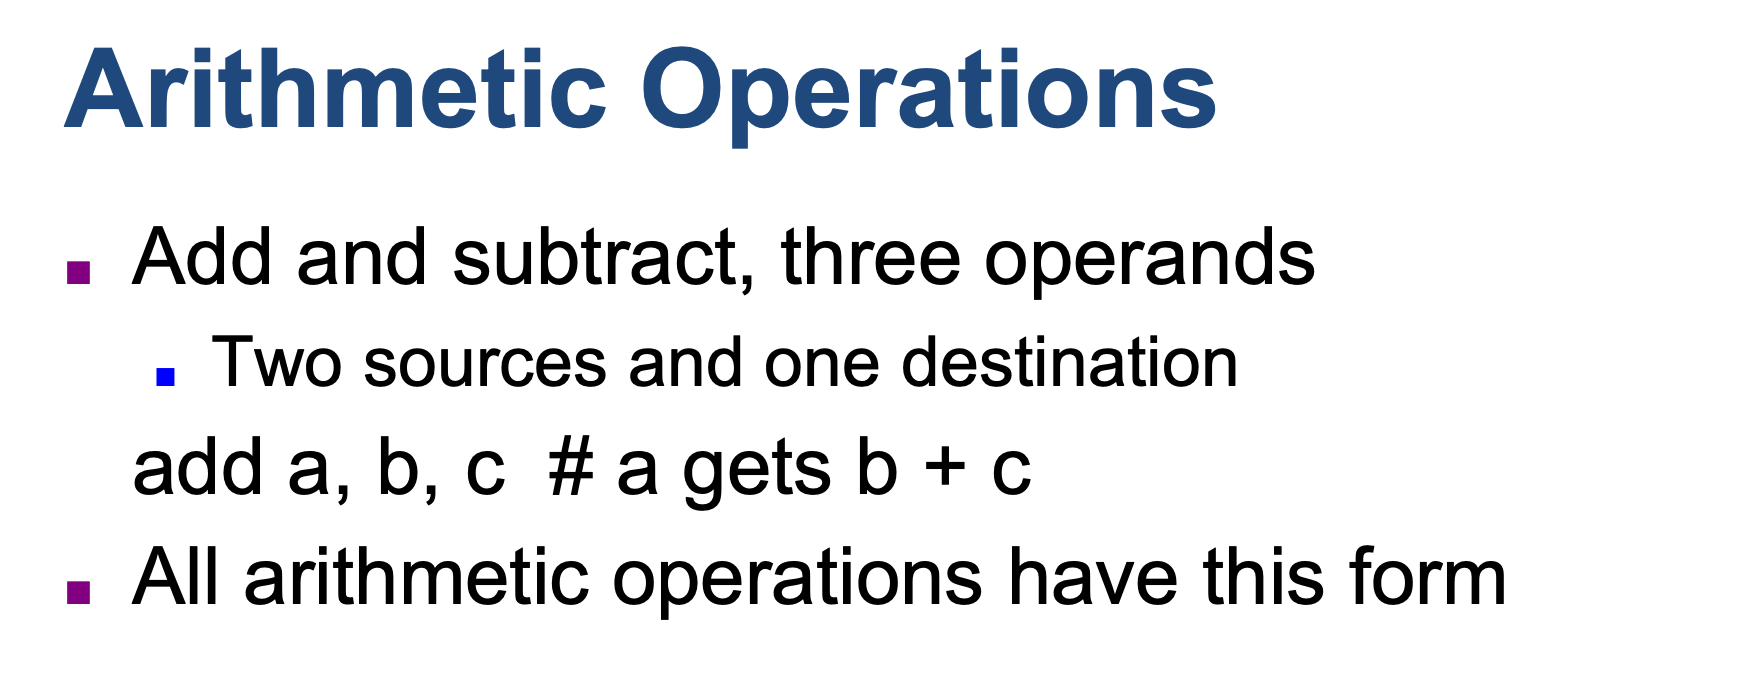 Arithmetic Operations
Add and subtract, three operands
Two sources and one destination
add a, b, c  # a gets b + c
All arithmetic operations have this form